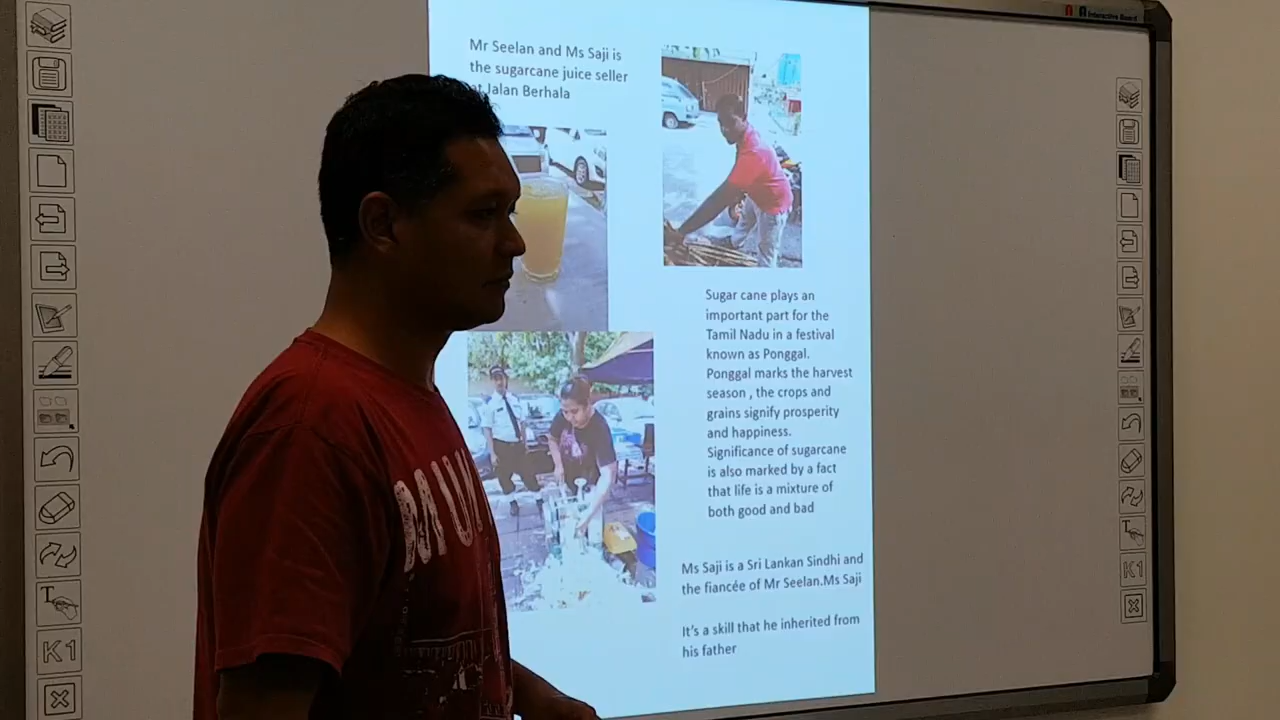 Interactive Board
Mr Seelan and Ms Saji is
the sugarcane juice seller
at Jalan Berhala
Sugar cane plays an
important part for the
Tamil Nadu in a festival
known as Ponggal.
Ponggal marks the harvest
season , the crops and
grains signify prosperity
and happiness.
Significance of sugarcane
is also marked by a fact
that life is a mixture of
both good and bad
Ms Saji is a Sri Lankan Sindhi and
the fiancée of Mr Seelan.Ms Saji
It's a skill that he inherited from
his father
K1
K1